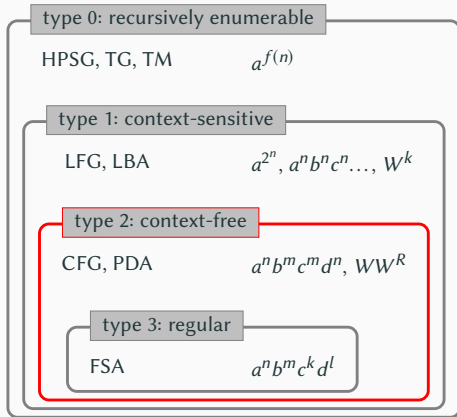 type 0: recursively enumerable
HPSG, TG, TM a^{f(n)}
type 1: context-sensitive
LFG, LBA a^{2^n}, a^n b^n c^n ..., W^k
type 2: context-free
CFG, PDA a^n b^m c^m d^n, WW^R
type 3: regular
FSA a^n b^m c^k d^l